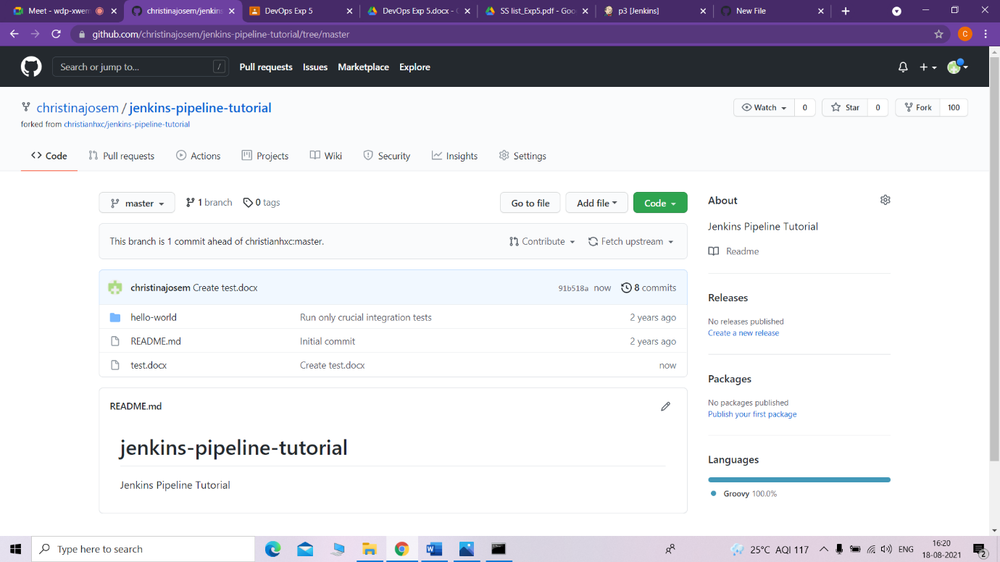 Meet - wdp-xwem
christinajosem/jenkins
DevOps Exp 5
DevOps Exp 5.docx - G
SS list_Exp5.pdf - Goo
p3 [Jenkins]
New File
github.com/christinajosem/jenkins-pipeline-tutorial/tree/master
C
Search or jump to... /
Pull requests Issues Marketplace Explore
christinajosem / jenkins-pipeline-tutorial
Watch 0 Star 0 Fork 100
forked from christianhxc/jenkins-pipeline-tutorial
Code Pull requests Actions Projects Wiki Security Insights Settings
master 1 branch 0 tags Go to file Add file Code
This branch is 1 commit ahead of christianhxc:master. Contribute Fetch upstream
christinajosem Create test.docx 91b518a now 8 commits
hello-world Run only crucial integration tests 2 years ago
README.md Initial commit 2 years ago
test.docx Create test.docx now
README.md
jenkins-pipeline-tutorial
Jenkins Pipeline Tutorial
About
Jenkins Pipeline Tutorial
Readme
Releases
No releases published
Create a new release
Packages
No packages published
Publish your first package
Languages
Groovy 100.0%
Type here to search
W
25°C AQI 117
ENG
16:20
18-08-2021
2